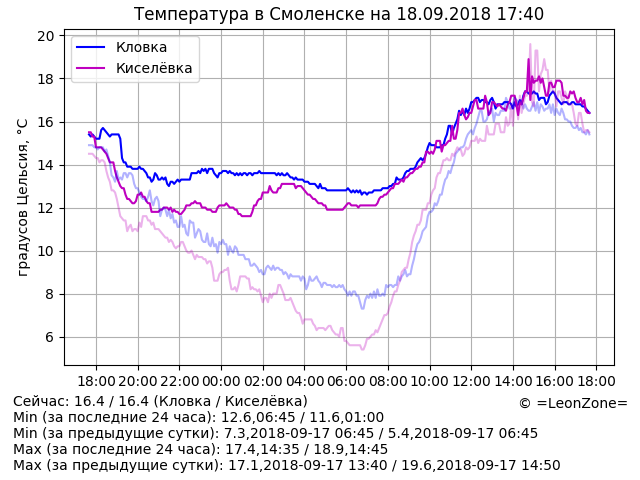 Температура в Смоленске на 18.09.2018 17:40
Кловка
Киселёвка
градусов Цельсия, °C
20
18
16
14
12
10
8
6
18:00 20:00 22:00 00:00 02:00 04:00 06:00 08:00 10:00 12:00 14:00 16:00 18:00
Сейчас: 16.4 / 16.4 (Кловка / Киселёвка)
© =LeonZone=
Min (за последние 24 часа): 12.6,06:45 / 11.6,01:00
Min (за предыдущие сутки): 7.3,2018-09-17 06:45 / 5.4,2018-09-17 06:45
Max (за последние 24 часа): 17.4,14:35 / 18.9,14:45
Max (за предыдущие сутки): 17.1,2018-09-17 13:40 / 19.6,2018-09-17 14:50